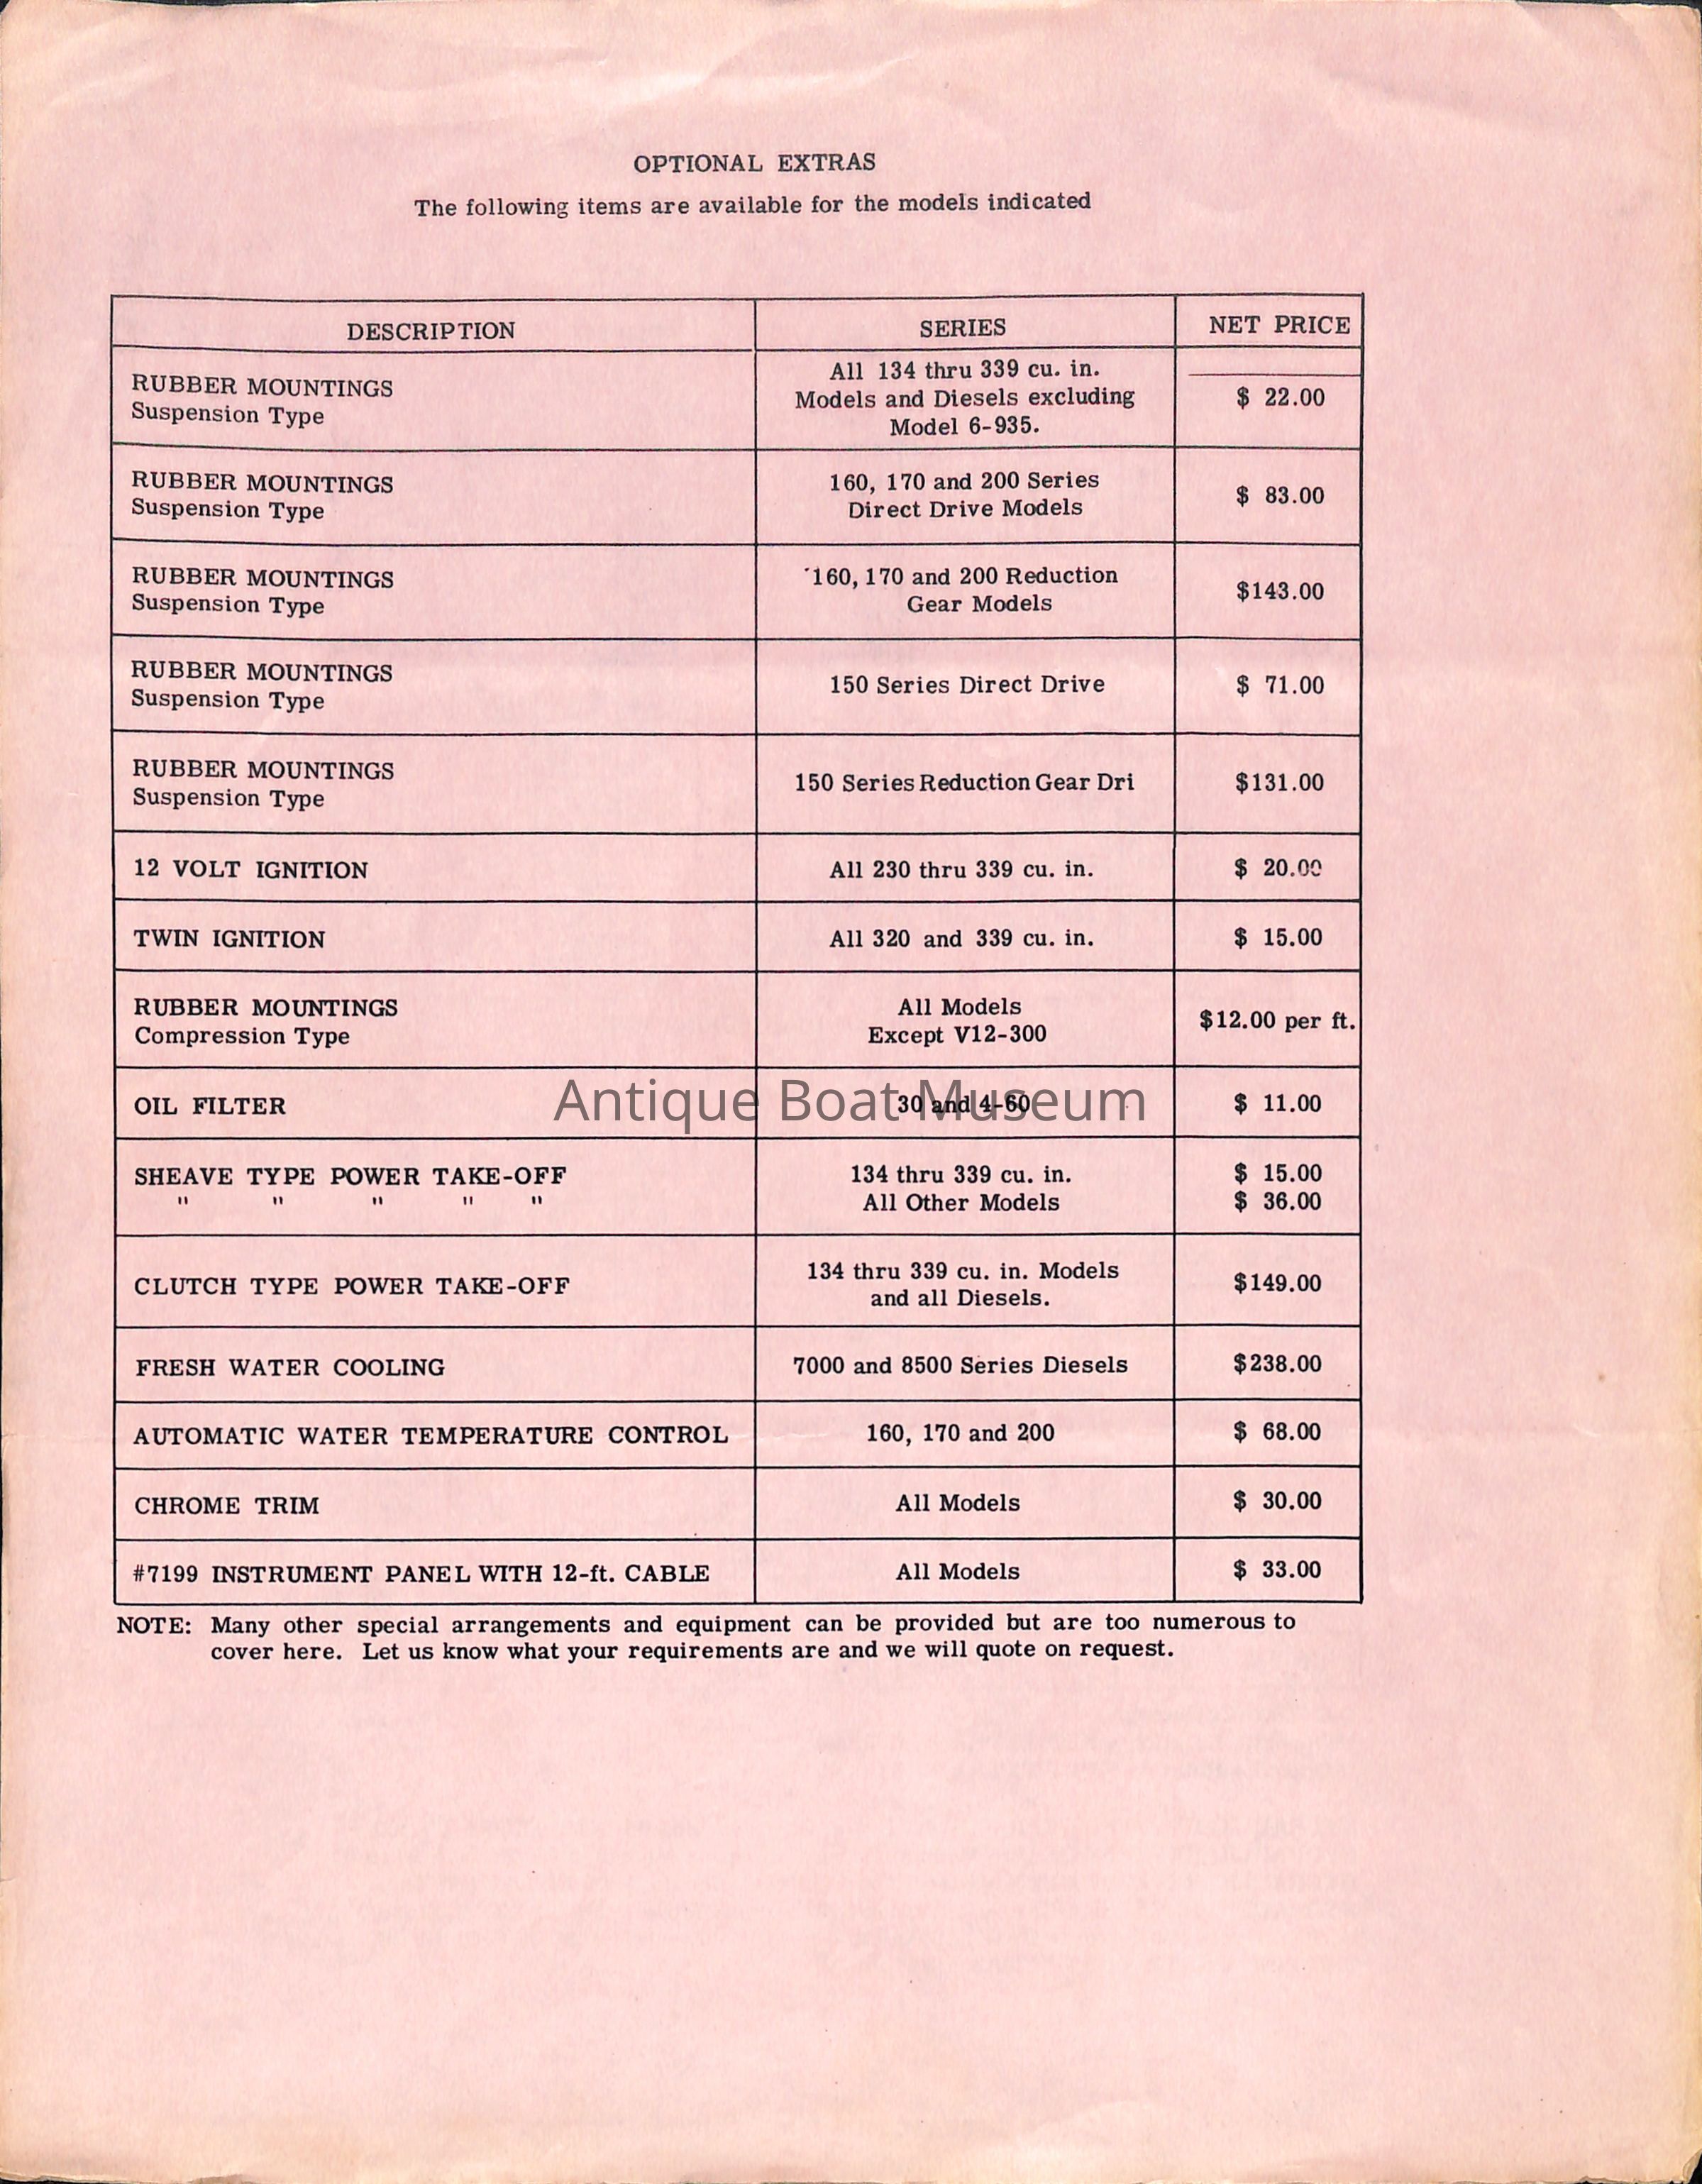 OPTIONAL EXTRAS
The following items are available for the models indicated
DESCRIPTION SERIES NET PRICE
RUBBER MOUNTINGS
Suspension Type
All 134 thru 339 cu. in.
Models and Diesels excluding
Model 6-935.
$ 22.00
RUBBER MOUNTINGS
Suspension Type
160, 170 and 200 Series
Direct Drive Models
$ 83.00
RUBBER MOUNTINGS
Suspension Type
160, 170 and 200 Reduction
Gear Models
$143.00
RUBBER MOUNTINGS
Suspension Type
150 Series Direct Drive
$ 71.00
RUBBER MOUNTINGS
Suspension Type
150 Series Reduction Gear Dri
$131.00
12 VOLT IGNITION All 230 thru 339 cu. in. $ 20.00
TWIN IGNITION All 320 and 339 cu. in. $ 15.00
RUBBER MOUNTINGS
Compression Type
All Models
Except V12-300
$12.00 per ft.
OIL FILTER 30 and 4-60 $ 11.00
Antique Boat Museum
SHEAVE TYPE POWER TAKE-OFF 134 thru 339 cu. in. $ 15.00
" " " " " All Other Models $ 36.00
CLUTCH TYPE POWER TAKE-OFF
134 thru 339 cu. in. Models
and all Diesels.
$149.00
FRESH WATER COOLING 7000 and 8500 Series Diesels $238.00
AUTOMATIC WATER TEMPERATURE CONTROL 160, 170 and 200 $ 68.00
CHROME TRIM All Models $ 30.00
#7199 INSTRUMENT PANEL WITH 12-ft. CABLE All Models $ 33.00
NOTE: Many other special arrangements and equipment can be provided but are too numerous to
cover here. Let us know what your requirements are and we will quote on request.